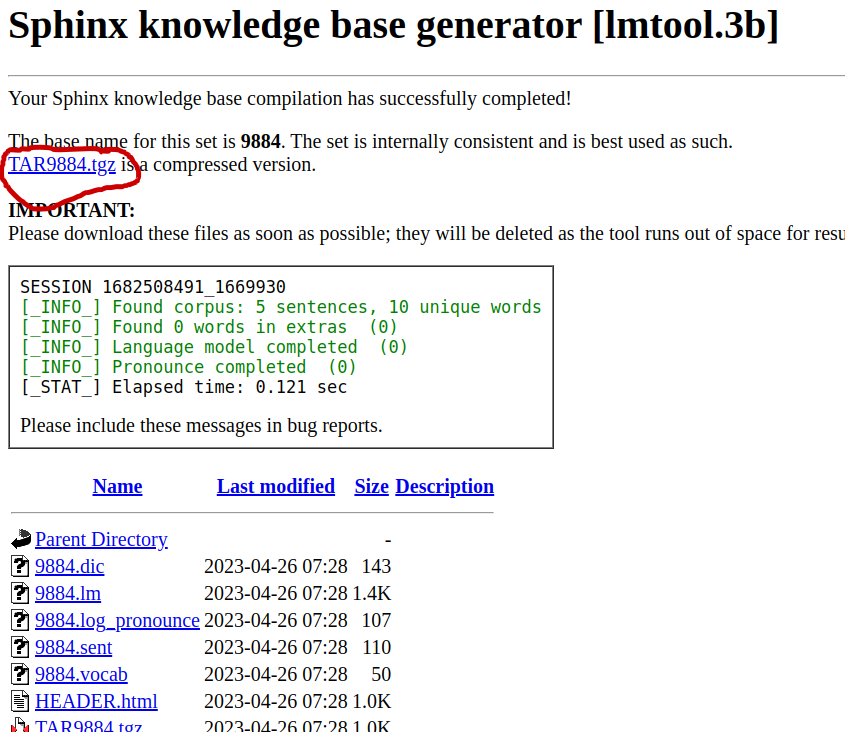 Sphinx knowledge base generator [lmtool.3b]
Your Sphinx knowledge base compilation has successfully completed!
The base name for this set is 9884. The set is internally consistent and is best used as such.
TAR9884.tgz is a compressed version.
IMPORTANT:
Please download these files as soon as possible; they will be deleted as the tool runs out of space for resu
SESSION 1682508491_1669930
[_INFO_] Found corpus: 5 sentences, 10 unique words
[_INFO_] Found 0 words in extras (0)
[_INFO_] Language model completed (0)
[_INFO_] Pronounce completed (0)
[_STAT_] Elapsed time: 0.121 sec
Please include these messages in bug reports.
Name Last modified Size Description
Parent Directory -
9884.dic 2023-04-26 07:28 143
9884.lm 2023-04-26 07:28 1.4K
9884.log_pronounce 2023-04-26 07:28 107
9884.sent 2023-04-26 07:28 110
9884.vocab 2023-04-26 07:28 50
HEADER.html 2023-04-26 07:28 1.0K
TAR9884.tgz 2023-04-26 07:28 1.0K